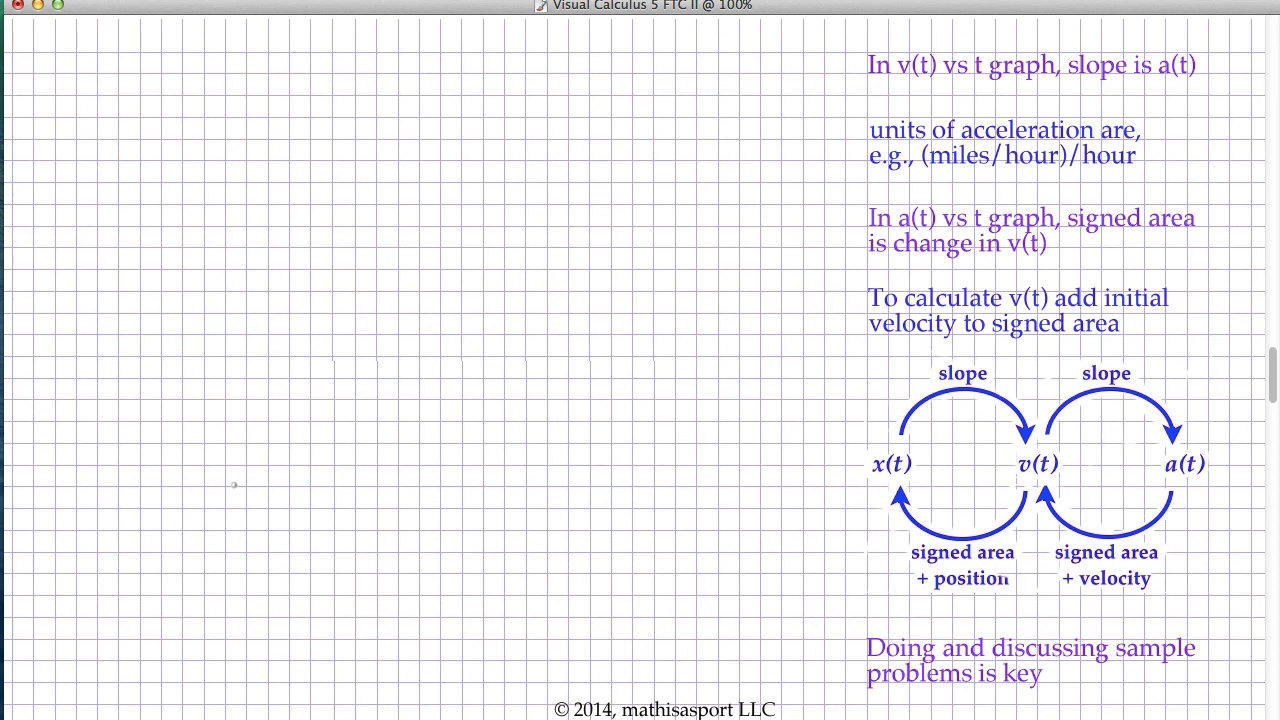 Visual Calculus 5 FTC II @ 100%
In v(t) vs t graph, slope is a(t)
units of acceleration are,
e.g., (miles/hour)/hour
In a(t) vs t graph, signed area
is change in v(t)
To calculate v(t) add initial
velocity to signed area
slope slope
x(t) v(t) a(t)
signed area signed area
+ position + velocity
Doing and discussing sample
problems is key
© 2014, mathisasport LLC